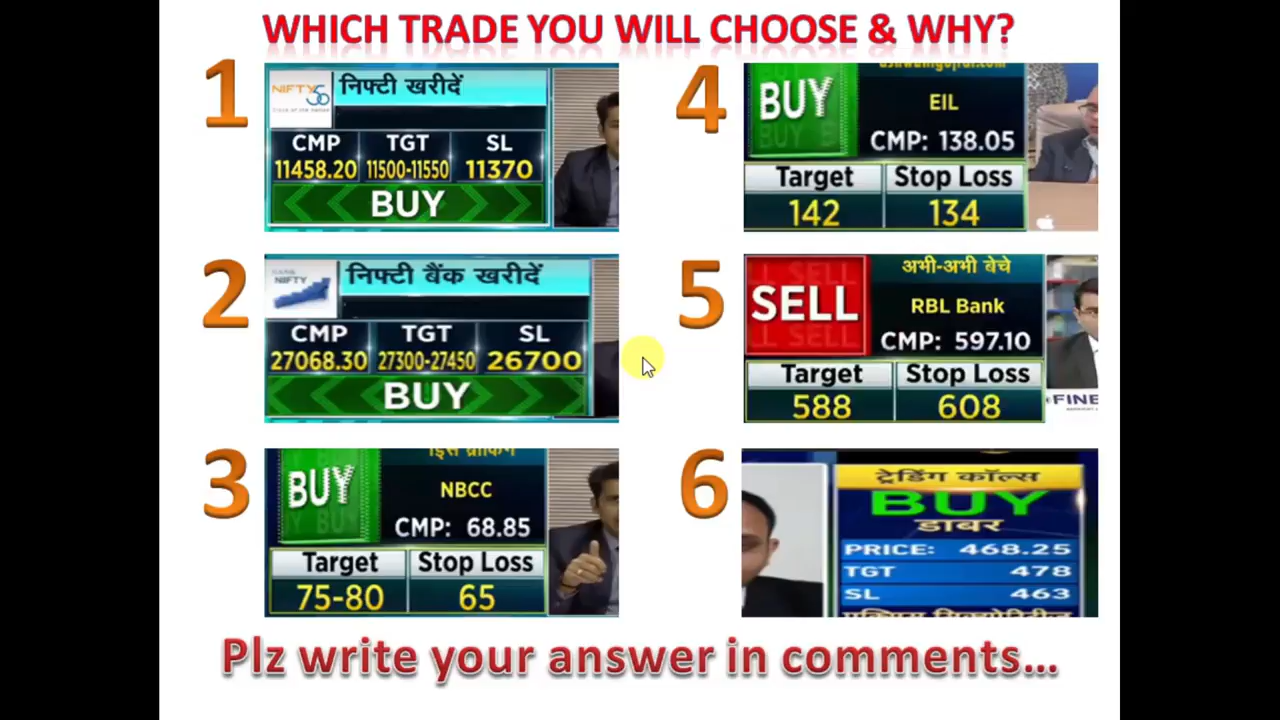 WHICH TRADE YOU WILL CHOOSE & WHY?
1
NIFTY50
निफ्टी खरीदें
CMP TGT SL
11458.20 11500-11550 11370
BUY
2
NIFTY
निफ्टी बैंक खरीदें
CMP TGT SL
27068.30 27300-27450 26700
BUY
3
BUY
NBCC
CMP: 68.85
Target Stop Loss
75-80 65
4
BUY
EIL
CMP: 138.05
Target Stop Loss
142 134
5
SELL
अभी-अभी बेचे
RBL Bank
CMP: 597.10
Target Stop Loss
588 608
FINE
6
ट्रेडिंग कॉल्स
BUY
डाबर
PRICE: 468.25
TGT 478
SL 463
Plz write your answer in comments...